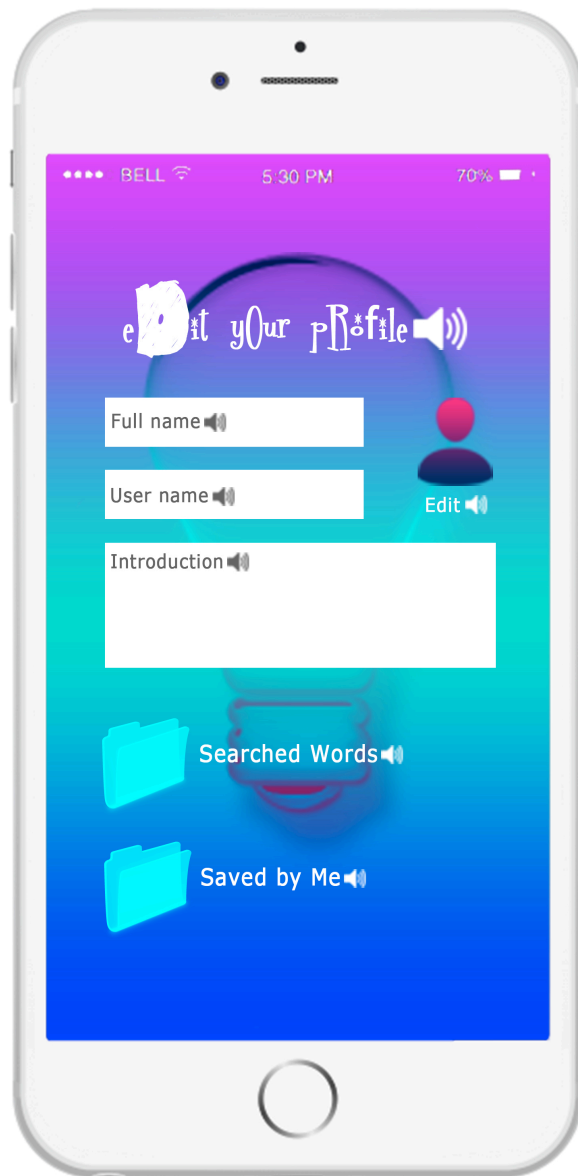 BELL 5:30 PM 70%
eDit yOur pRofile
Full name
User name
Edit
Introduction
Searched Words
Saved by Me